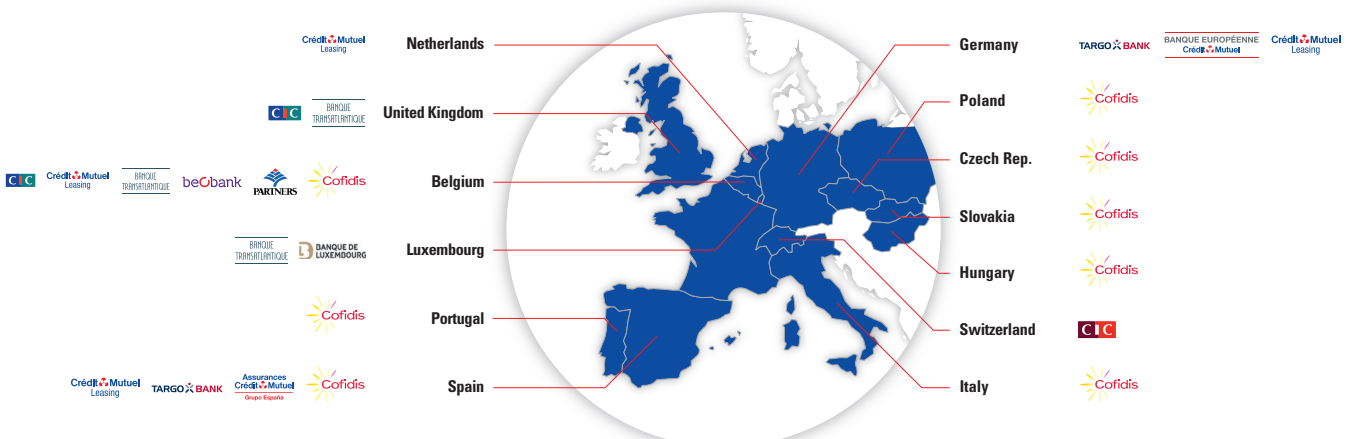 Crédit Mutuel
Leasing
Netherlands
CIC
BANQUE
TRANSATLANTIQUE
United Kingdom
CIC
Crédit Mutuel
Leasing
BANQUE
TRANSATLANTIQUE
beobank
PARTNERS
Cofidis
Belgium
BANQUE
TRANSATLANTIQUE
BANQUE DE
LUXEMBOURG
Luxembourg
Cofidis
Portugal
Crédit Mutuel
Leasing
TARGO BANK
Assurances
Crédit Mutuel
Grupo España
Cofidis
Spain
Germany
TARGO BANK
BANQUE EUROPÉENNE
Crédit Mutuel
Crédit Mutuel
Leasing
Poland
Cofidis
Czech Rep.
Cofidis
Slovakia
Cofidis
Hungary
Cofidis
Switzerland
CIC
Italy
Cofidis